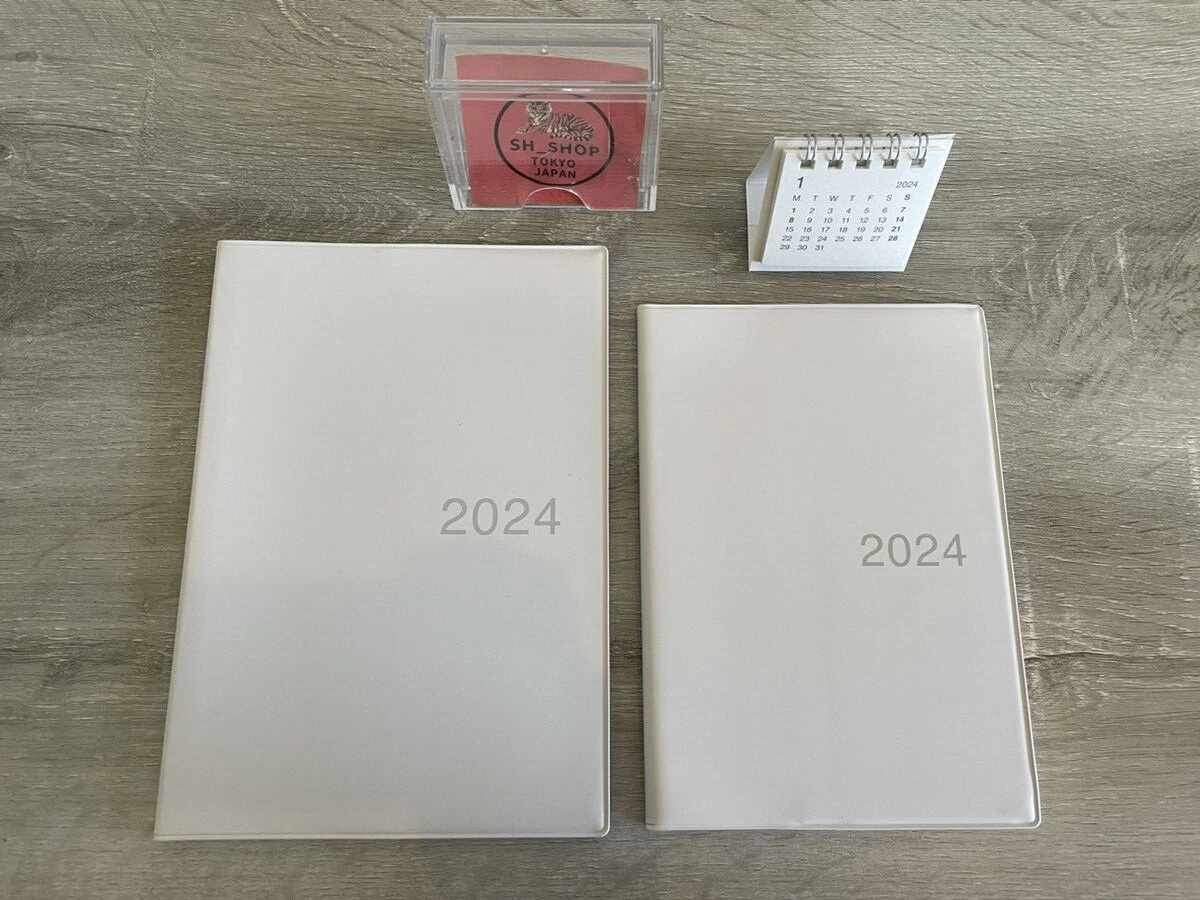 SH_SHOP
TOKYO
JAPAN
1 2024
M T W T F S S
1 2 3 4 5 6 7
8 9 10 11 12 13 14
15 16 17 18 19 20 21
22 23 24 25 26 27 28
29 30 31
2024
2024